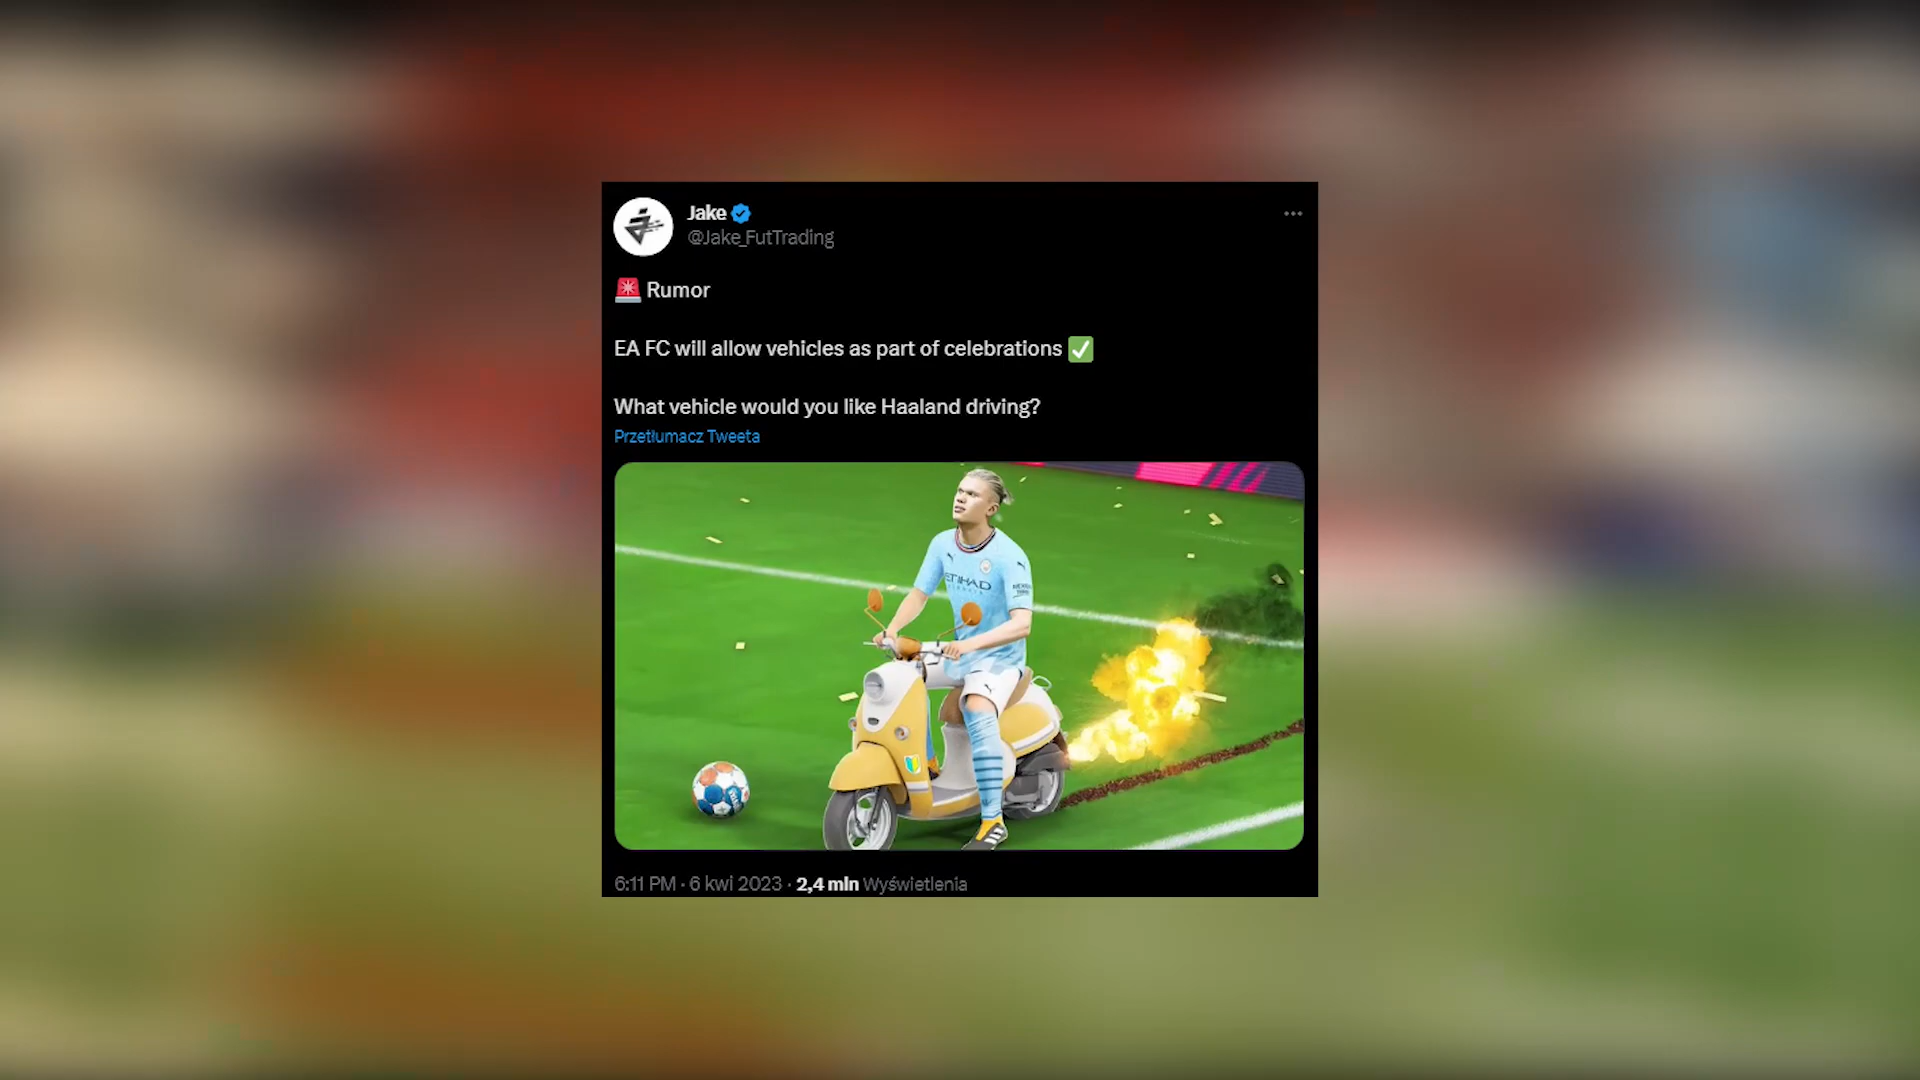 Jake
@Jake_FutTrading
Rumor
EA FC will allow vehicles as part of celebrations
What vehicle would you like Haaland driving?
Przetłumacz Tweeta
ETIHAD
6:11 PM · 6 kwi 2023 · 2,4 mln Wyświetlenia